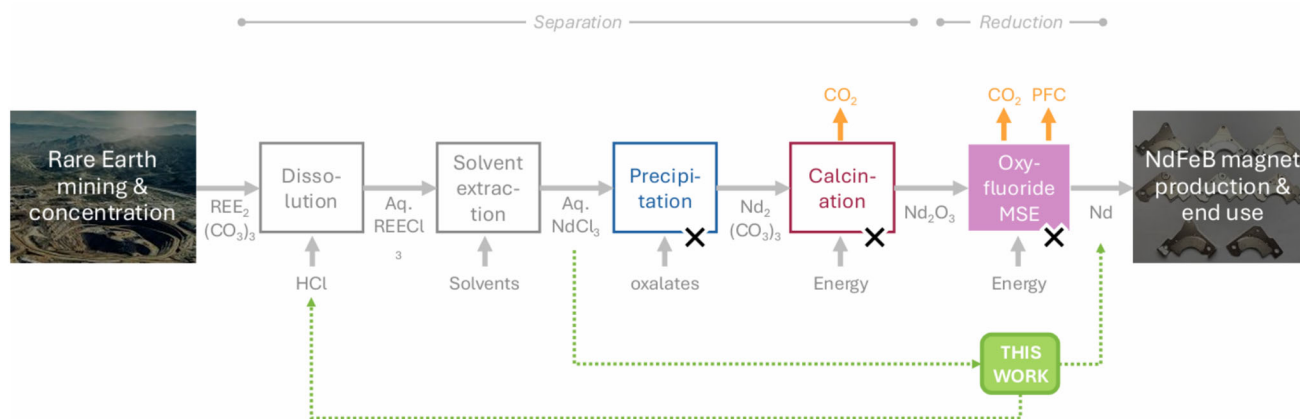 Separation
Reduction
CO₂
CO₂ PFC
Rare Earth
mining &
concentration
Disso-
lution
Solvent
extrac-
tion
Precipi-
tation
Calcin-
ation
Oxy-
fluoride
MSE
NdFeB magnet
production &
end use
REE₂
(CO₃)₃
Aq.
REECl
3
Aq.
NdCl₃
Nd₂
(CO₃)₃
Nd₂O₃
Nd
HCl
Solvents
oxalates
Energy
Energy
THIS
WORK